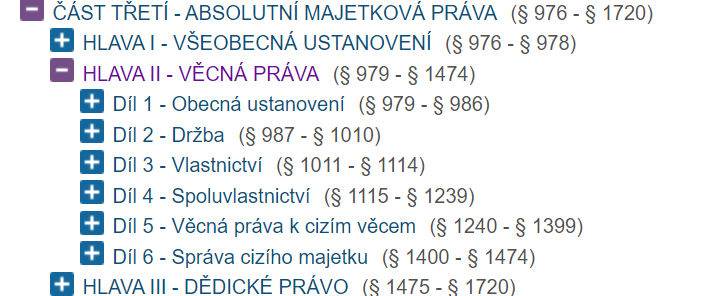 ČÁST TŘETÍ - ABSOLUTNÍ MAJETKOVÁ PRÁVA (§ 976 - § 1720)
HLAVA I - VŠEOBECNÁ USTANOVENÍ (§ 976 - § 978)
HLAVA II - VĚCNÁ PRÁVA (§ 979 - § 1474)
Díl 1 - Obecná ustanovení (§ 979 - § 986)
Díl 2 - Držba (§ 987 - § 1010)
Díl 3 - Vlastnictví (§ 1011 - § 1114)
Díl 4 - Spoluvlastnictví (§ 1115 - § 1239)
Díl 5 - Věcná práva k cizím věcem (§ 1240 - § 1399)
Díl 6 - Správa cizího majetku (§ 1400 - § 1474)
HLAVA III - DĚDICKÉ PRÁVO (§ 1475 - § 1720)